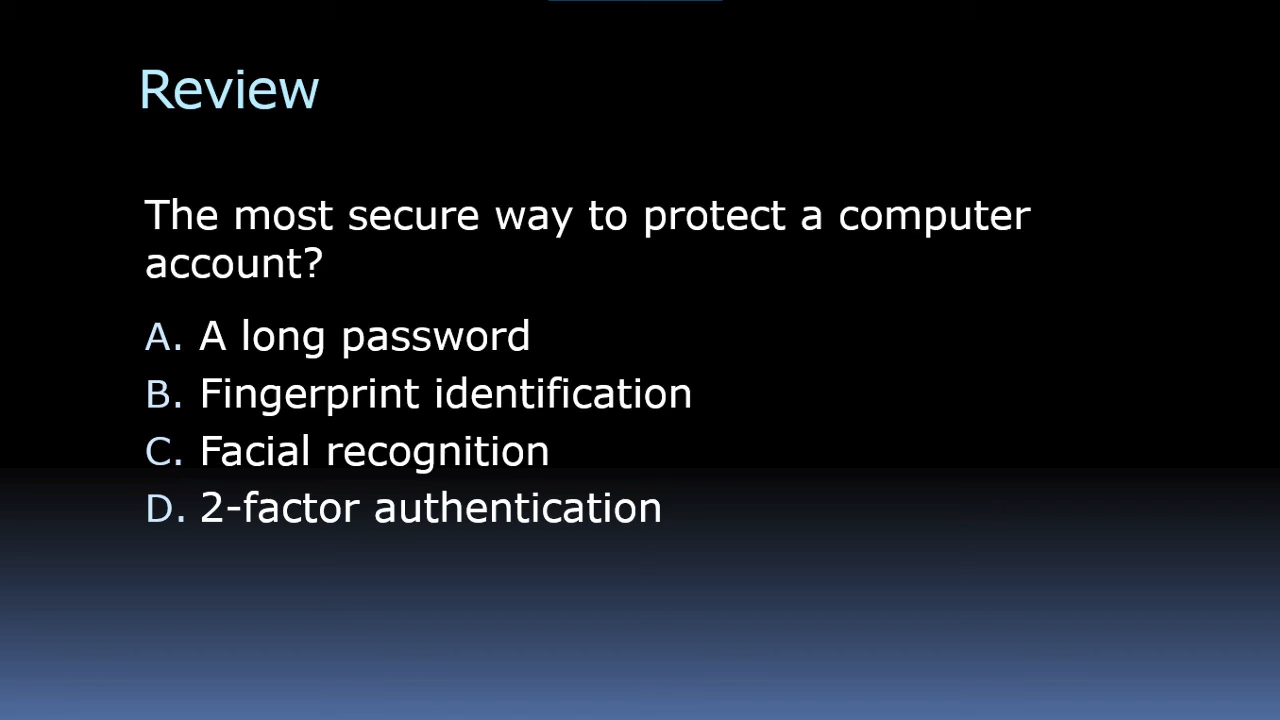 Review
The most secure way to protect a computer
account?
A. A long password
B. Fingerprint identification
C. Facial recognition
D. 2-factor authentication